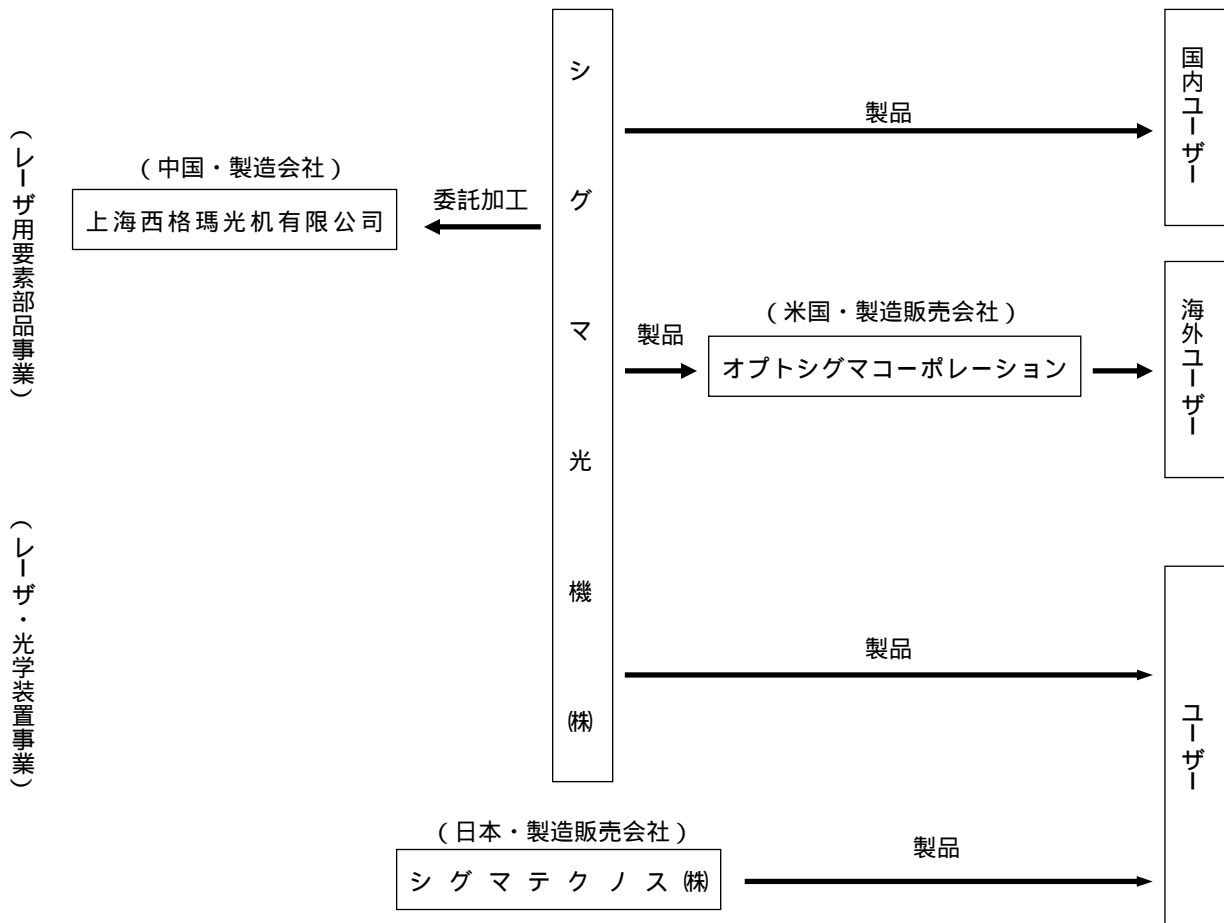 (レーザ用要素部品事業)
(中国・製造会社)
上海西格瑪光机有限公司
委託加工
シグマ光機㈱
製品
国内ユーザー
製品
(米国・製造販売会社)
オプトシグマコーポレーション
海外ユーザー
(レーザ・光学装置事業)
製品
ユーザー
(日本・製造販売会社)
シグマテクノス㈱
製品